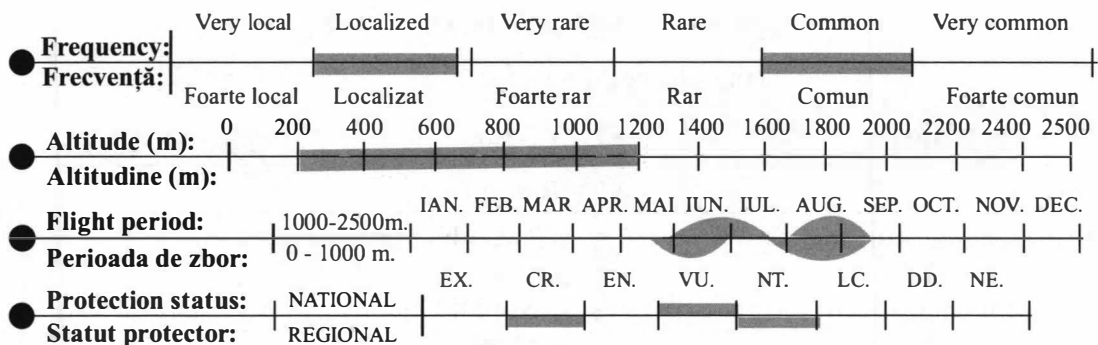 Very local Localized Very rare Rare Common Very common
Frequency:
Frecvență:
Foarte local Localizat Foarte rar Rar Comun Foarte comun
0 200 400 600 800 1000 1200 1400 1600 1800 2000 2200 2400 2500
Altitude (m):
Altitudine (m):
IAN. FEB. MAR APR. MAI IUN. IUL. AUG. SEP. OCT. NOV. DEC.
Flight period: 1000-2500m.
Perioada de zbor: 0 - 1000 m.
EX. CR. EN. VU. NT. LC. DD. NE.
Protection status: NATIONAL
Statut protector: REGIONAL